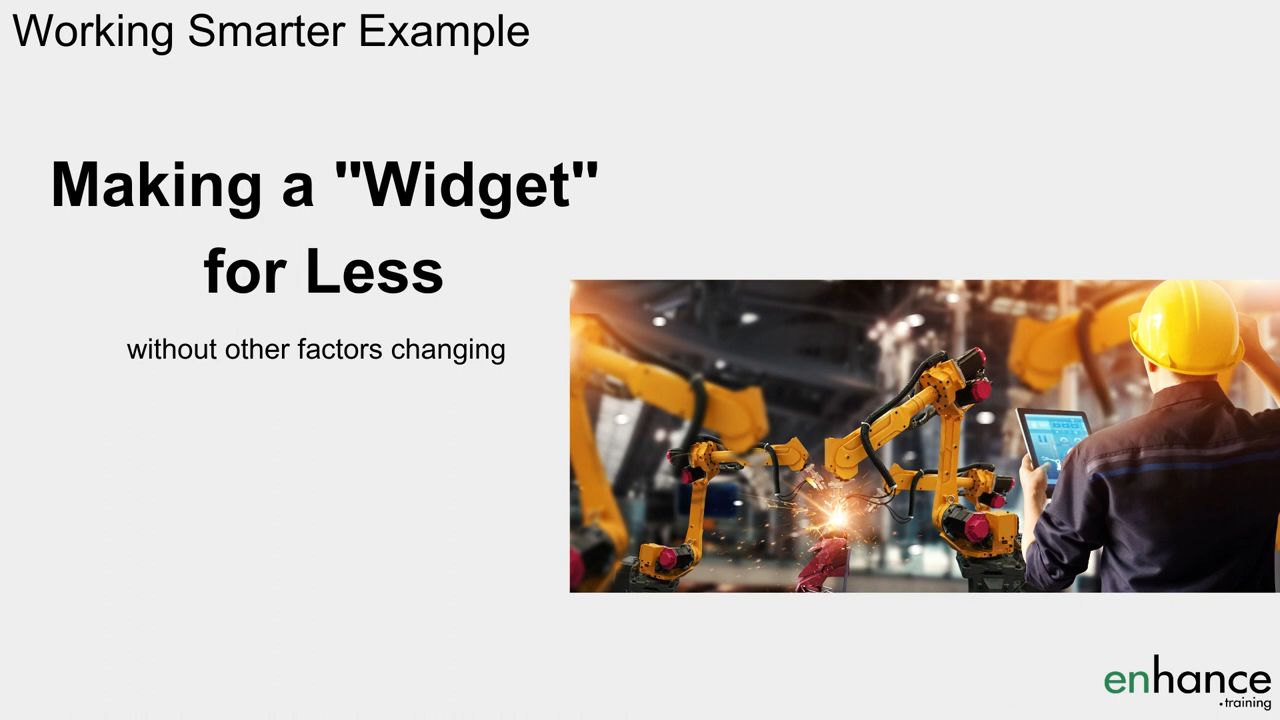 Working Smarter Example
Making a "Widget"
for Less
without other factors changing
enhance
.training